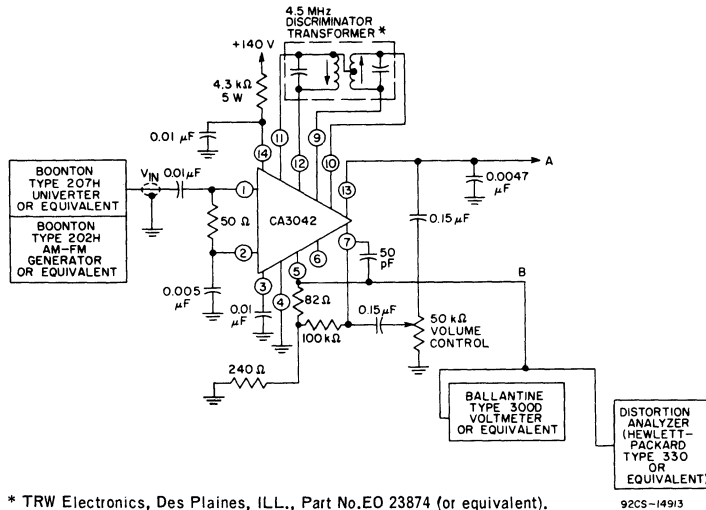 4.5 MHz
DISCRIMINATOR
TRANSFORMER *
+140 V
4.3 kΩ
5 W
0.01
μF
11
9
14
12
10
13
A
BOONTON
TYPE 207H
UNIVERTER
OR EQUIVALENT
VIN
0.01 μF
1
0.0047
μF
0.15 μF
50 Ω
CA3042
BOONTON
TYPE 202H
AM-FM
GENERATOR
OR EQUIVALENT
7
6
50
pF
2
B
5
3
0.005
μF
0.01
μF
4
82 Ω
0.15 μF
50 kΩ
VOLUME
CONTROL
100 kΩ
240 Ω
BALLANTINE
TYPE 300D
VOLTMETER
OR EQUIVALENT
DISTORTION
ANALYZER
(HEWLETT-
PACKARD
TYPE 330
OR
EQUIVALENT)
* TRW Electronics, Des Plaines, ILL., Part No.EO 23874 (or equivalent).
92CS-14913